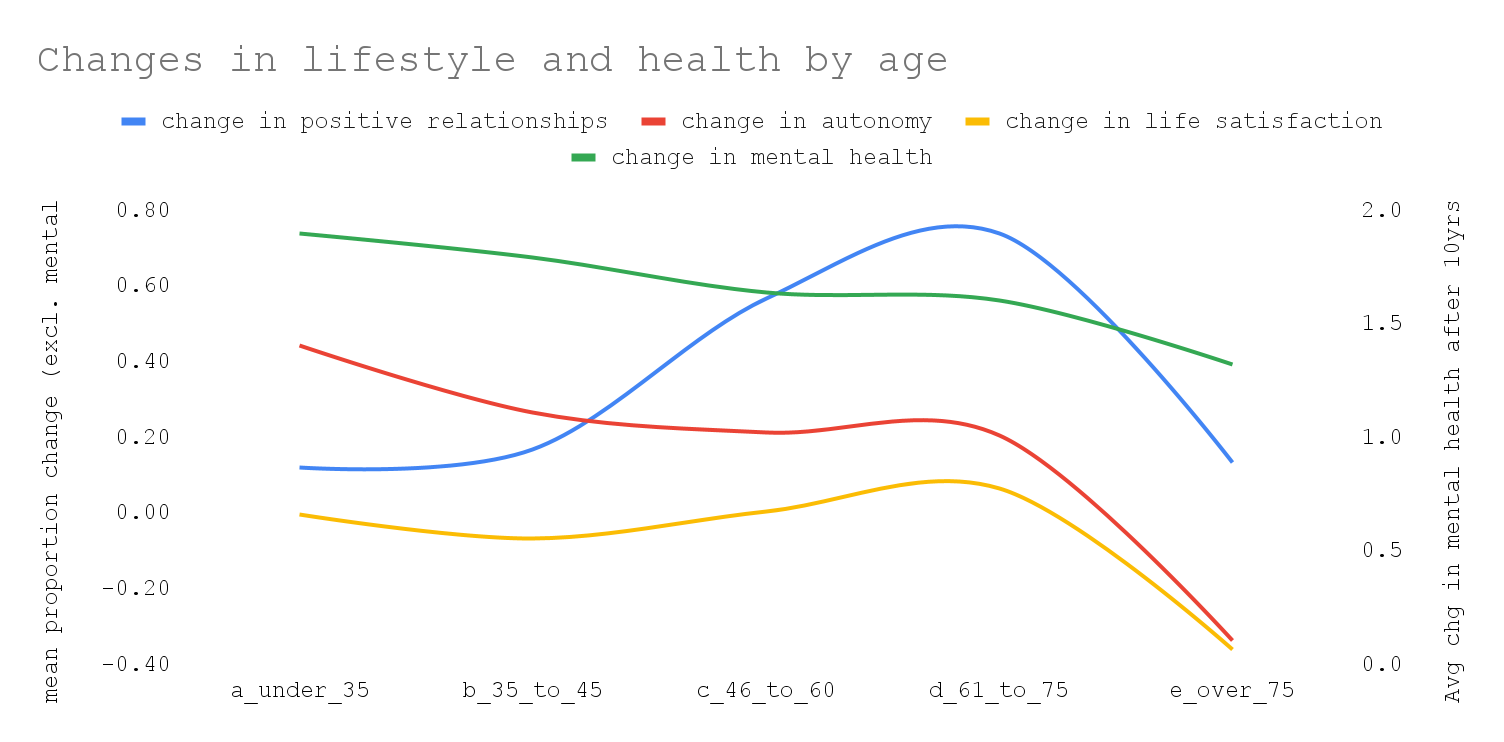 Changes in lifestyle and health by age
change in positive relationships change in autonomy change in life satisfaction
change in mental health
mean proportion change (excl. mental
0.80
0.60
0.40
0.20
0.00
-0.20
-0.40
2.0
1.5
1.0
0.5
0.0
Avg chg in mental health after 10yrs
a_under_35 b_35_to_45 c_46_to_60 d_61_to_75 e_over_75